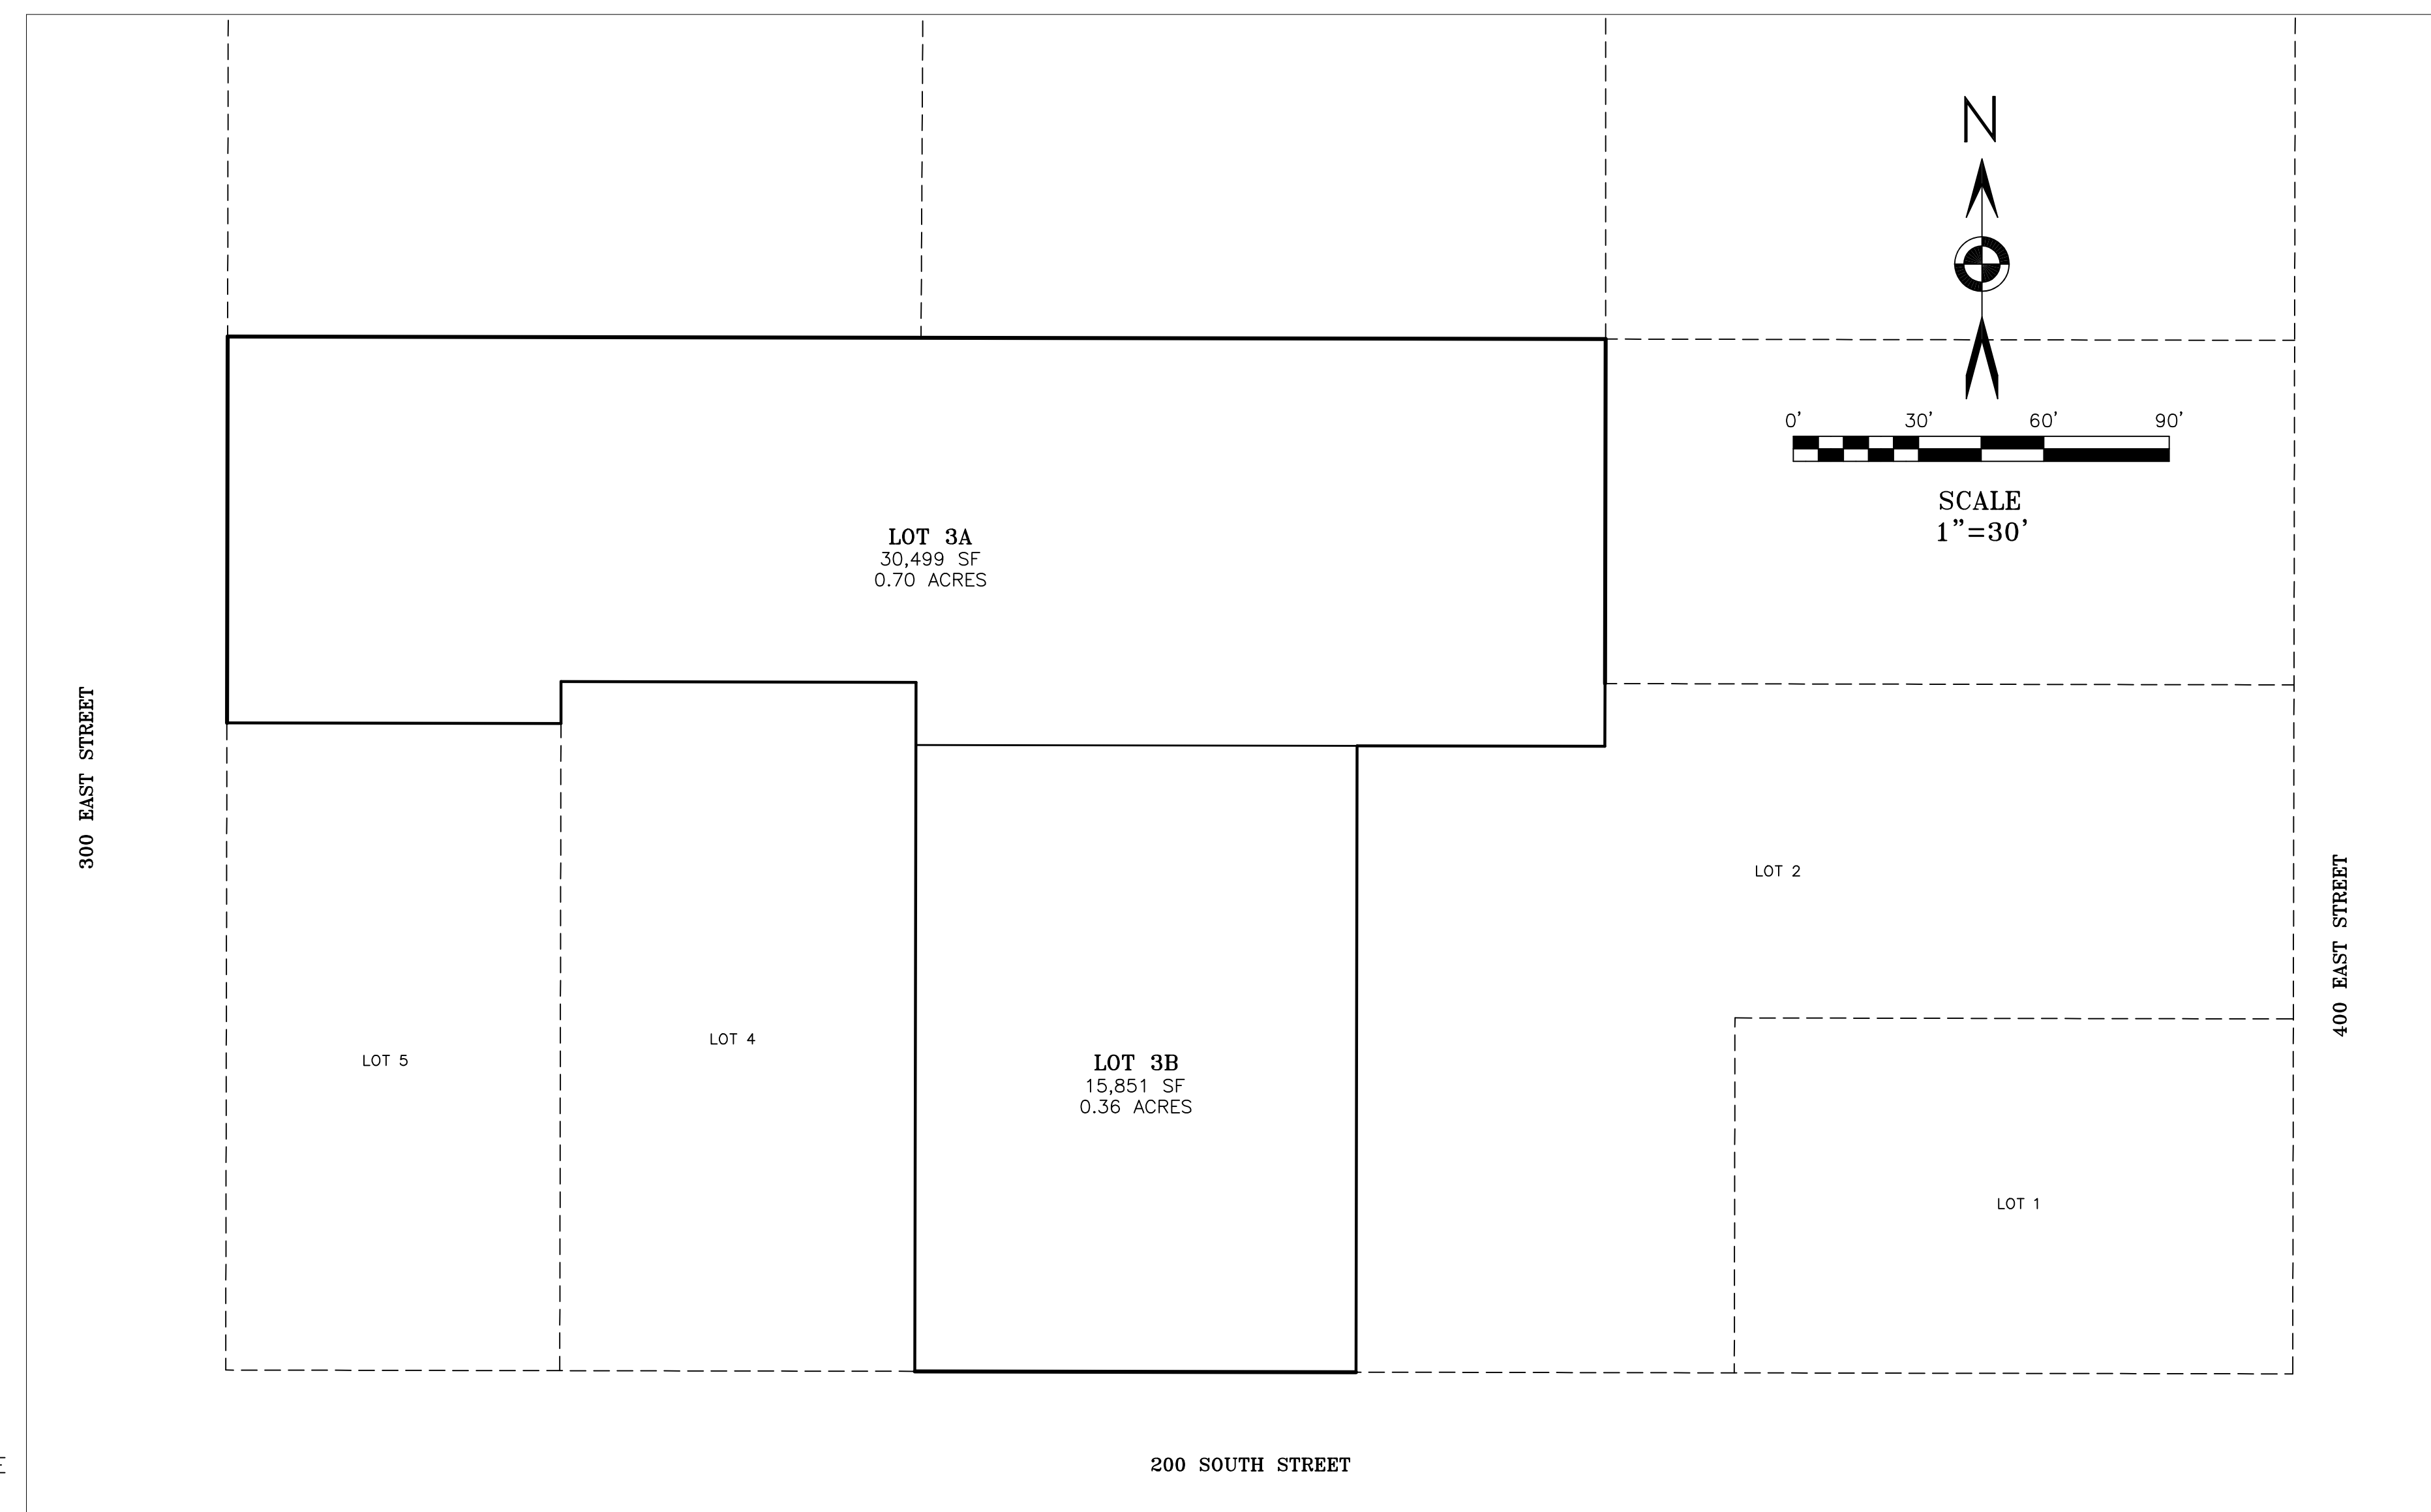 N
0' 30' 60' 90'
SCALE
1"=30'
LOT 3A
30,499 SF
0.70 ACRES
300 EAST STREET
LOT 2
400 EAST STREET
LOT 5
LOT 4
LOT 3B
15,851 SF
0.36 ACRES
LOT 1
200 SOUTH STREET